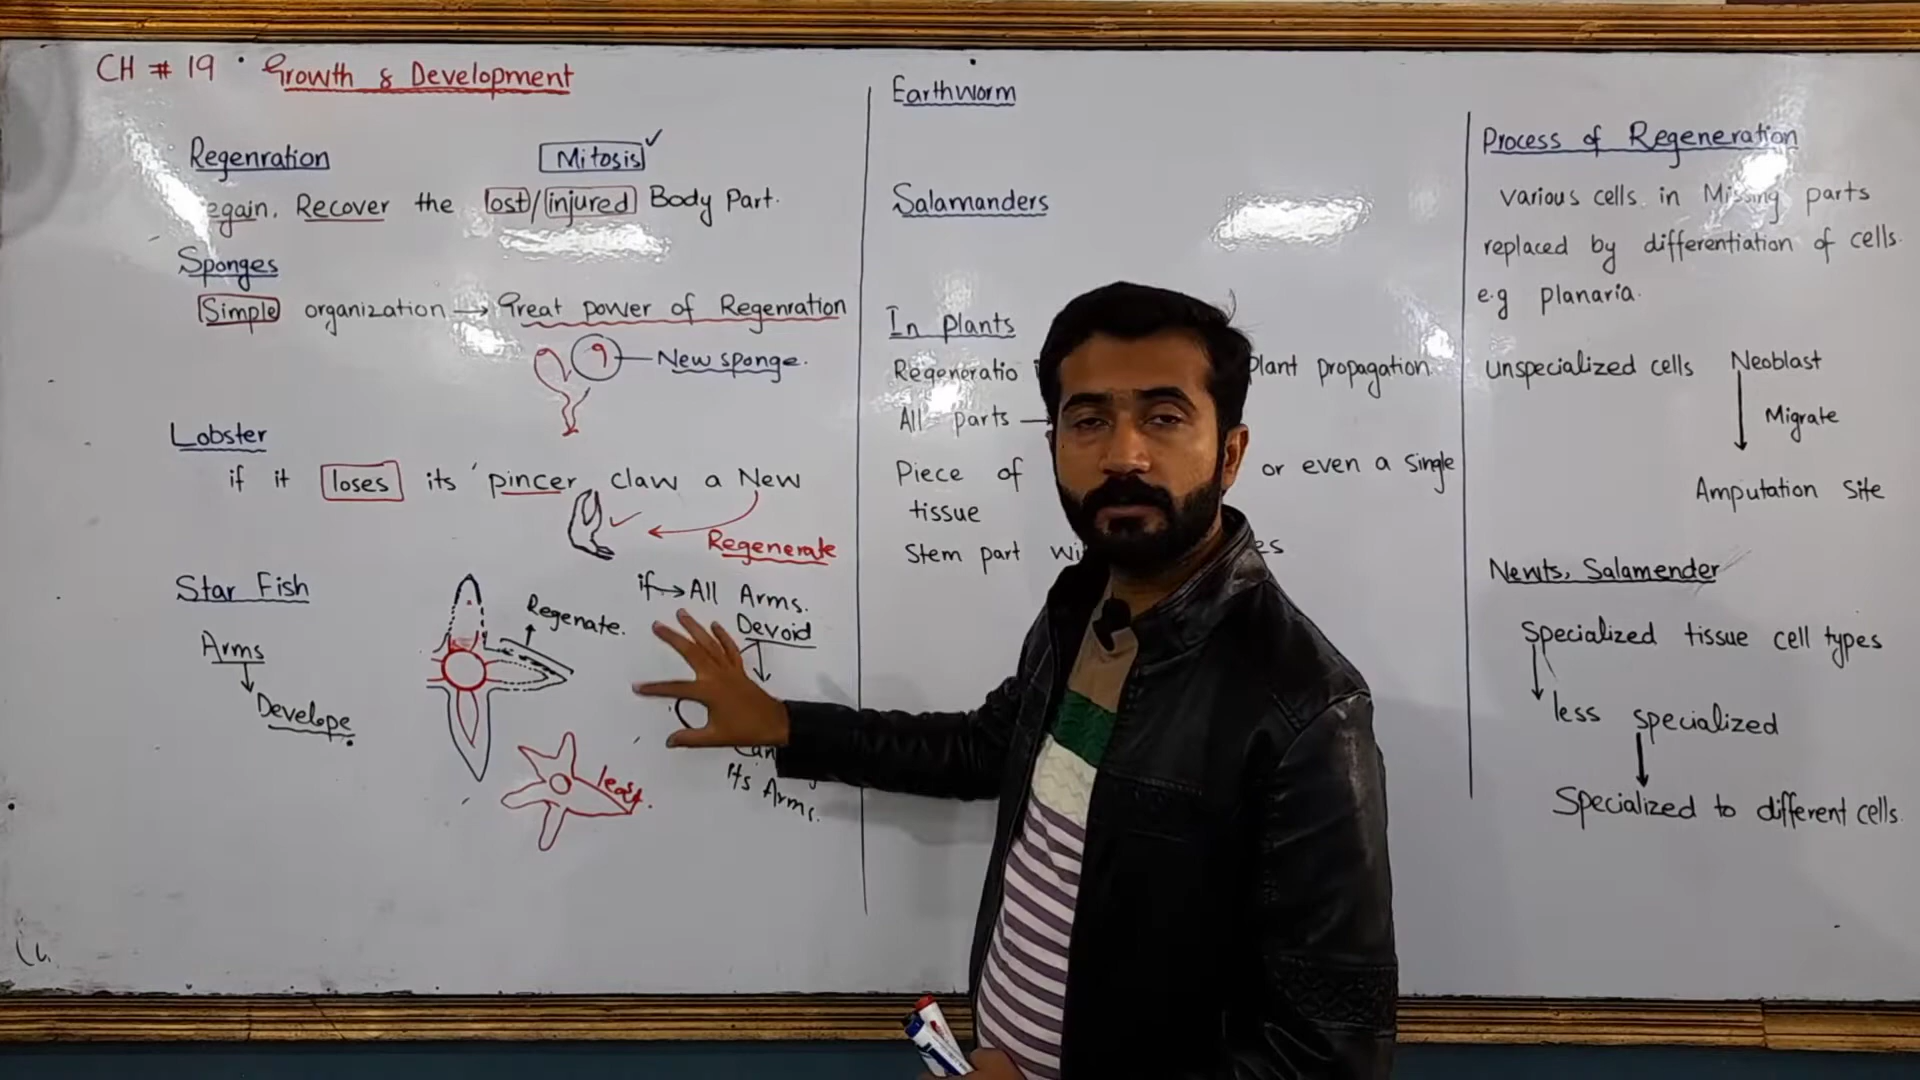 CH # 19 Growth & Development
Regenration Mitosis
egain, Recover the lost/injured Body Part.
Sponges
Simple organization → Great power of Regenration
New sponge.
Lobster
if it loses its pincer claw a New
Regenerate
Star Fish
Arms
Develope
Regenate.
if → All Arms.
Devoid
Its Arms.
least.
Earthworm
Salamanders
In plants
Regeneratio Plant propagation.
All parts →
Piece of or even a single
tissue
Stem part
Process of Regeneration
various cells in Missing parts
replaced by differentiation of cells.
e.g planaria.
unspecialized cells Neoblast
Migrate
Amputation Site
Newts, Salamender
Specialized tissue cell types
less specialized
Specialized to different cells.